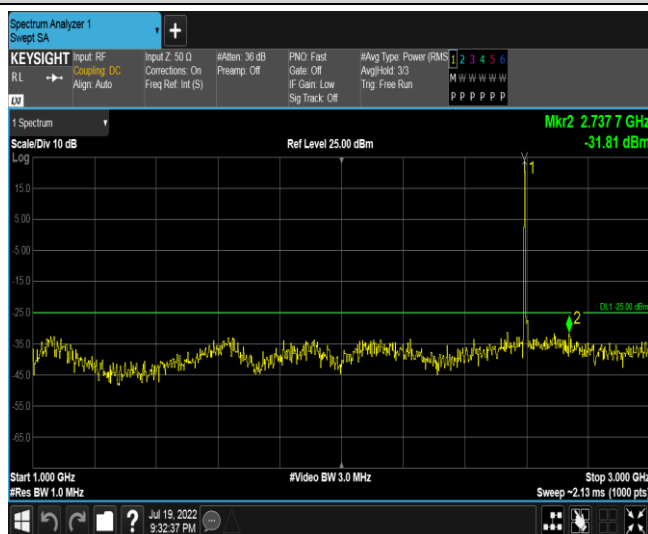 Spectrum Analyzer 1
Swept SA
KEYSIGHT
RL
LXI
Input: RF
Coupling: DC
Align: Auto
Input Z: 50 Ω
Corrections: On
Freq Ref: Int (S)
#Atten: 36 dB
Preamp: Off
PNO: Fast
Gate: Off
IF Gain: Low
Sig Track: Off
#Avg Type: Power (RMS
Avg|Hold: 3/3
Trig: Free Run
1 2 3 4 5 6
M W W W W W
P P P P P P
1 Spectrum
Scale/Div 10 dB
Ref Level 25.00 dBm
Mkr2 2.737 7 GHz
-31.81 dBm
Log
15.0
5.00
-5.00
-15.0
-25.0
-35.0
-45.0
-55.0
-65.0
1
DL1 -25.00 dBm
2
Start 1.000 GHz
#Res BW 1.0 MHz
#Video BW 3.0 MHz
Stop 3.000 GHz
Sweep ~2.13 ms (1000 pts)
?
Jul 19, 2022
9:32:37 PM